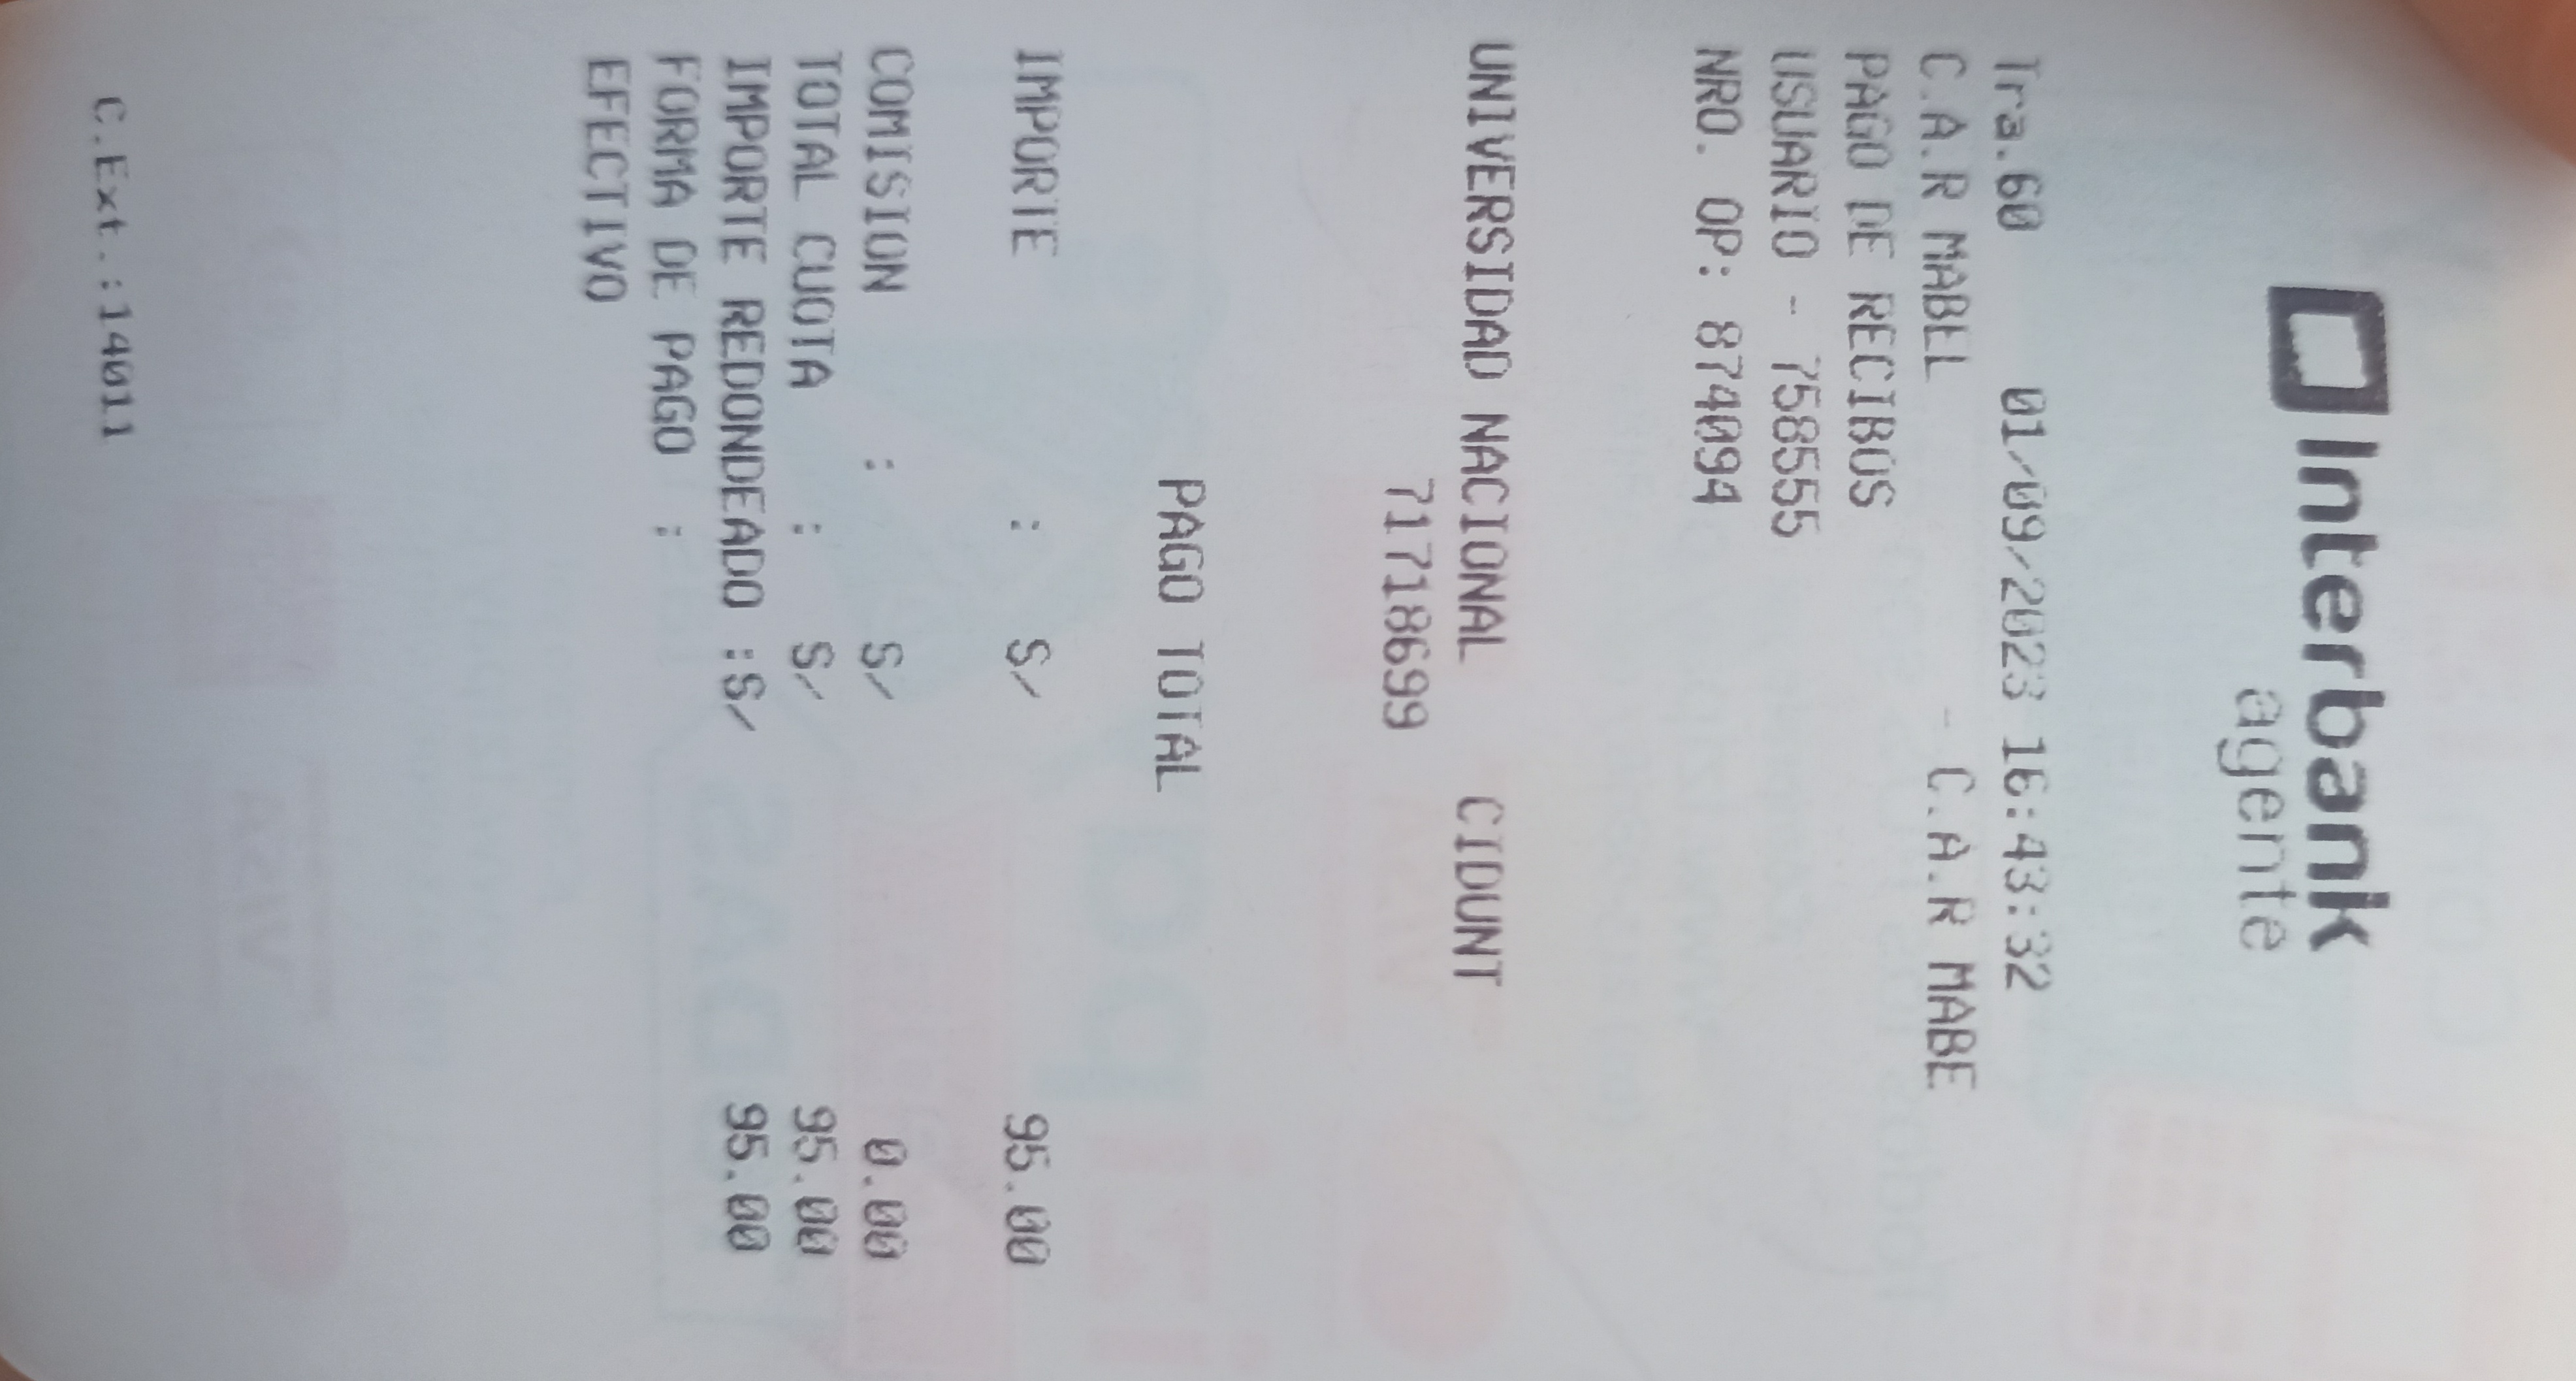 Interbank
agente
Tra.60 01/09/2023 16:43:32
C.A.R MABEL - C.A.R MABE
PAGO DE RECIBOS
USUARIO - 7585555
NRO. OP: 874094
UNIVERSIDAD NACIONAL CIDUNT
71718699
PAGO TOTAL
IMPORTE : S/ 95.00
COMISION : S/ 0.00
TOTAL CUOTA : S/ 95.00
IMPORTE REDONDEADO :S/ 95.00
FORMA DE PAGO :
EFECTIVO
C.Ext.:14011